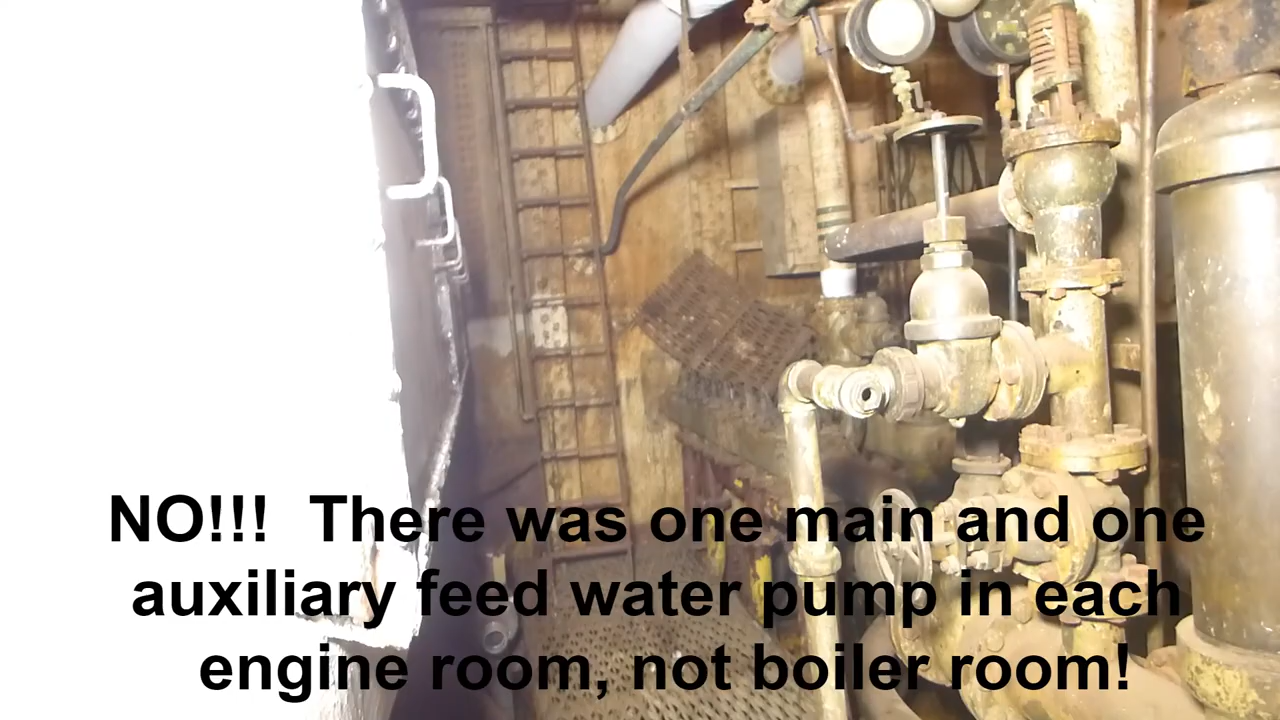 NO!!!  There was one main and one
auxiliary feed water pump in each
engine room, not boiler room!